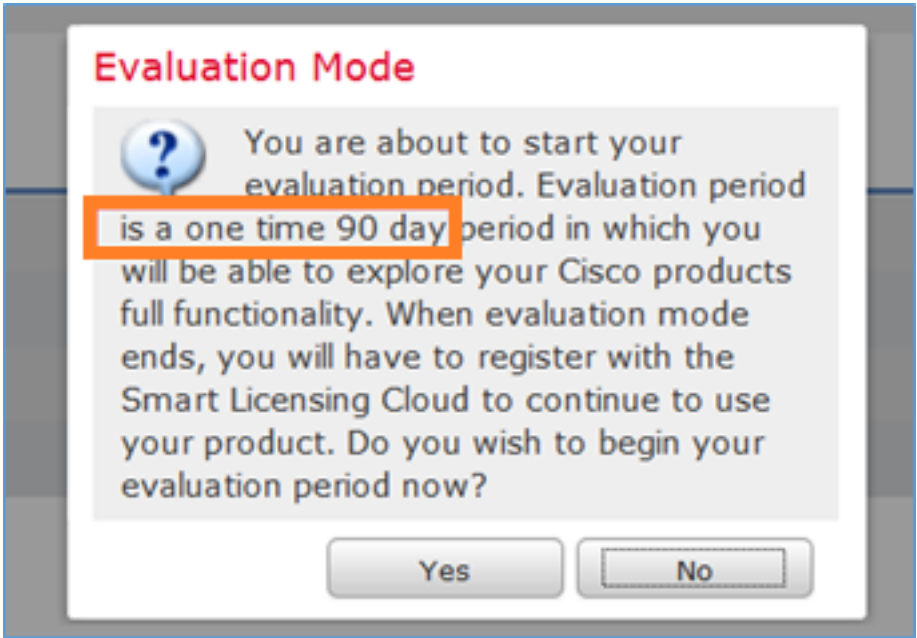 Evaluation Mode
You are about to start your
evaluation period. Evaluation period
is a one time 90 day period in which you
will be able to explore your Cisco products
full functionality. When evaluation mode
ends, you will have to register with the
Smart Licensing Cloud to continue to use
your product. Do you wish to begin your
evaluation period now?
Yes
No